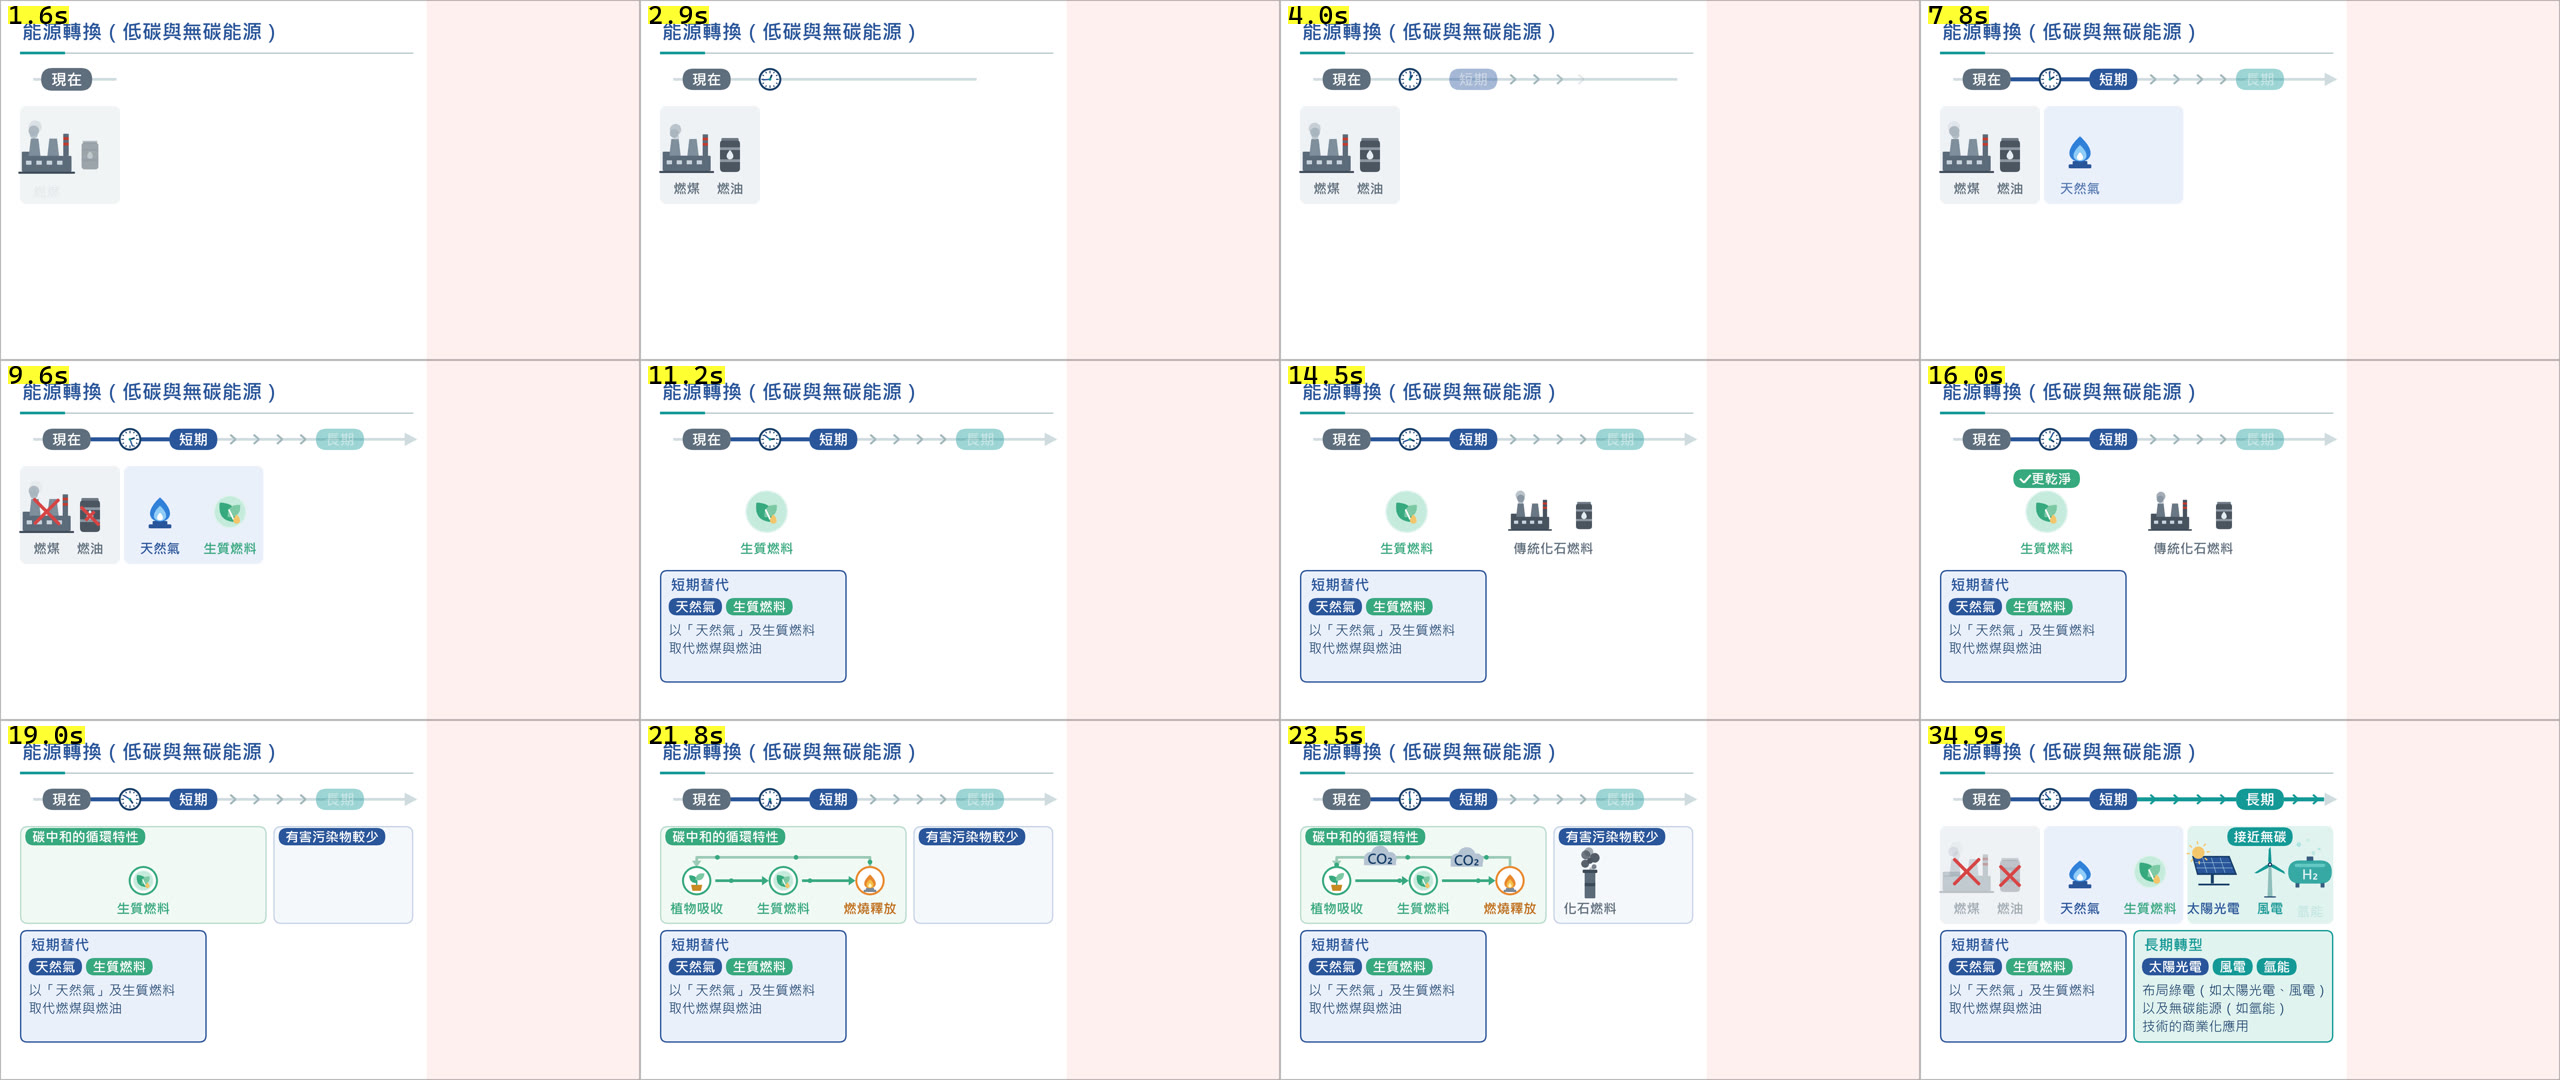 1.6s
能源轉換（低碳與無碳能源）
現在
燃煤
2.9s
能源轉換（低碳與無碳能源）
現在
燃煤 燃油
4.0s
能源轉換（低碳與無碳能源）
現在 短期
燃煤 燃油
7.8s
能源轉換（低碳與無碳能源）
現在 短期 長期
燃煤 燃油 天然氣
9.6s
能源轉換（低碳與無碳能源）
現在 短期 長期
燃煤 燃油 天然氣 生質燃料
11.2s
能源轉換（低碳與無碳能源）
現在 短期 長期
生質燃料
短期替代
天然氣 生質燃料
以「天然氣」及生質燃料
取代燃煤與燃油
14.5s
能源轉換（低碳與無碳能源）
現在 短期 長期
生質燃料 傳統化石燃料
短期替代
天然氣 生質燃料
以「天然氣」及生質燃料
取代燃煤與燃油
16.0s
能源轉換（低碳與無碳能源）
現在 短期 長期
✓更乾淨
生質燃料 傳統化石燃料
短期替代
天然氣 生質燃料
以「天然氣」及生質燃料
取代燃煤與燃油
19.0s
能源轉換（低碳與無碳能源）
現在 短期 長期
碳中和的循環特性 有害污染物較少
生質燃料
短期替代
天然氣 生質燃料
以「天然氣」及生質燃料
取代燃煤與燃油
21.8s
能源轉換（低碳與無碳能源）
現在 短期 長期
碳中和的循環特性 有害污染物較少
植物吸收 生質燃料 燃燒釋放
短期替代
天然氣 生質燃料
以「天然氣」及生質燃料
取代燃煤與燃油
23.5s
能源轉換（低碳與無碳能源）
現在 短期 長期
碳中和的循環特性 有害污染物較少
CO₂ CO₂
植物吸收 生質燃料 燃燒釋放 化石燃料
短期替代
天然氣 生質燃料
以「天然氣」及生質燃料
取代燃煤與燃油
34.9s
能源轉換（低碳與無碳能源）
現在 短期 長期
接近無碳
H₂
燃煤 燃油 天然氣 生質燃料 太陽光電 風電 氫能
短期替代
天然氣 生質燃料
以「天然氣」及生質燃料
取代燃煤與燃油
長期轉型
太陽光電 風電 氫能
布局綠電（如太陽光電、風電）
以及無碳能源（如氫能）
技術的商業化應用